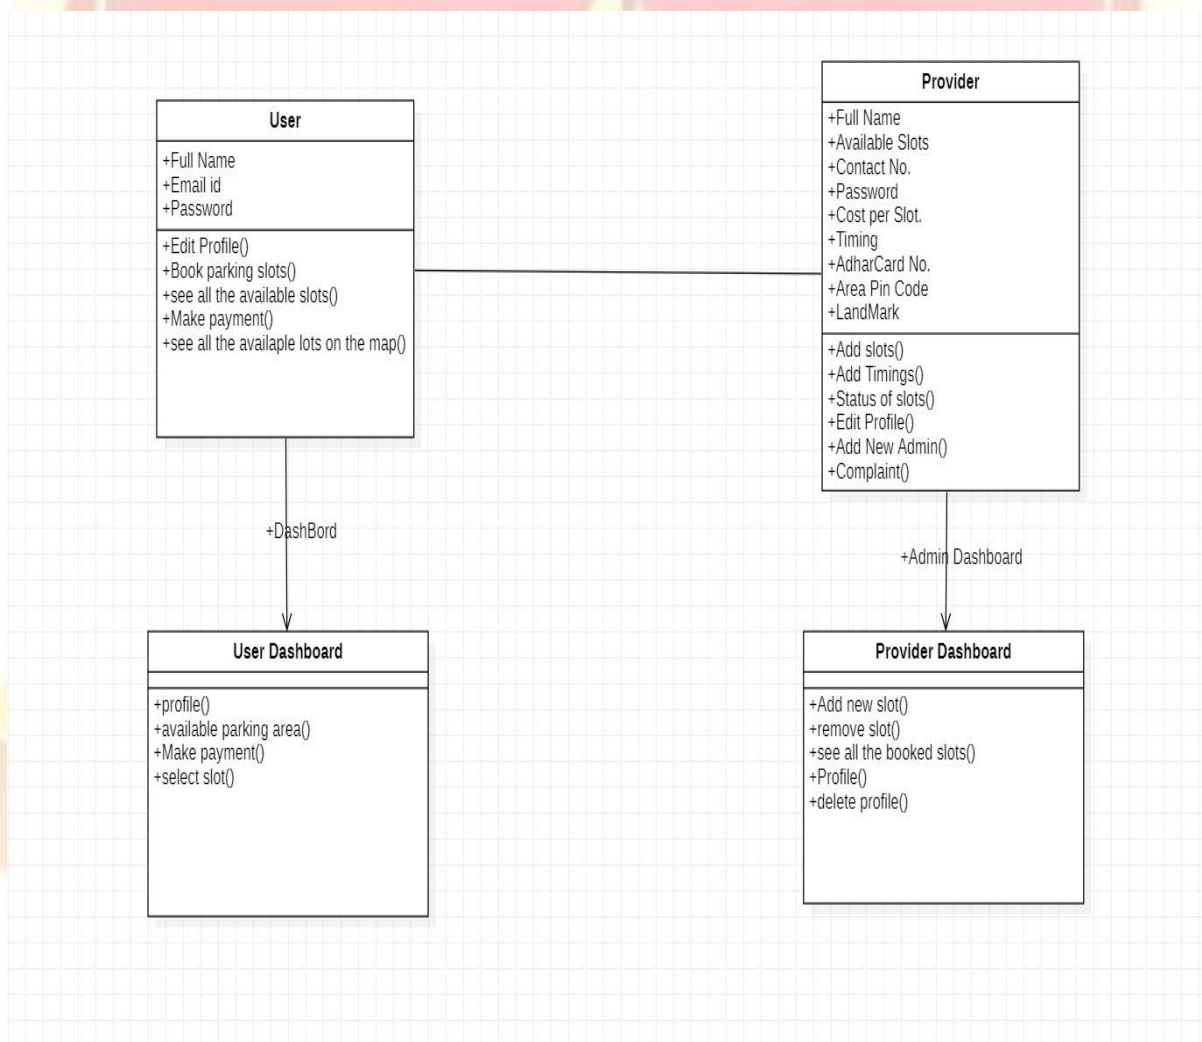 User
+Full Name
+Email id
+Password
+Edit Profile()
+Book parking slots()
+see all the available slots()
+Make payment()
+see all the availaple lots on the map()
Provider
+Full Name
+Available Slots
+Contact No.
+Password
+Cost per Slot.
+Timing
+AdharCard No.
+Area Pin Code
+LandMark
+Add slots()
+Add Timings()
+Status of slots()
+Edit Profile()
+Add New Admin()
+Complaint()
+DashBord
+Admin Dashboard
User Dashboard
+profile()
+available parking area()
+Make payment()
+select slot()
Provider Dashboard
+Add new slot()
+remove slot()
+see all the booked slots()
+Profile()
+delete profile()